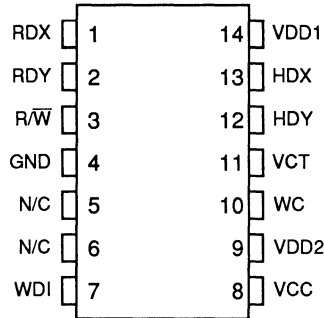 RDX 1 14 VDD1
RDY 2 13 HDX
R/W̅ 3 12 HDY
GND 4 11 VCT
N/C 5 10 WC
N/C 6 9 VDD2
WDI 7 8 VCC